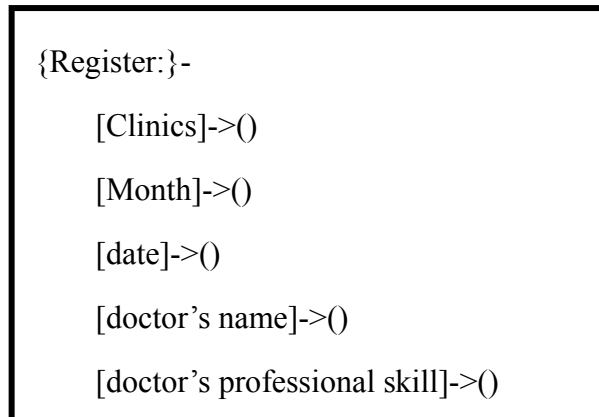 {Register:}-
[Clinics]->()
[Month]->()
[date]->()
[doctor’s name]->()
[doctor’s professional skill]->()